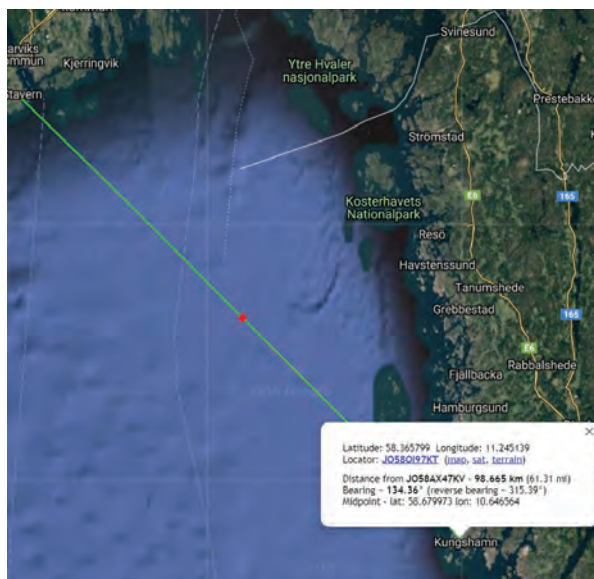 arviks
ommun
Kjerringvik
Stavern
Ytre Hvaler
nasjonalpark
Svinesund
Prestebakke
Strömstad
E6
165
Kosterhavets
Nationalpark
Resö
Havstenssund
Tanumshede
Grebbestad
165
E6
Rabbalshede
Fjällbacka
Hamburgsund
Latitude: 58.365799 Longitude: 11.245139
Locator: JO58OI97KT (map, sat, terrain)
Distance from JO58AX47KV - 98.665 km (61.31 mi)
Bearing - 134.36° (reverse bearing - 315.39°)
Midpoint - lat: 58.679973 lon: 10.646564
Kungshamn